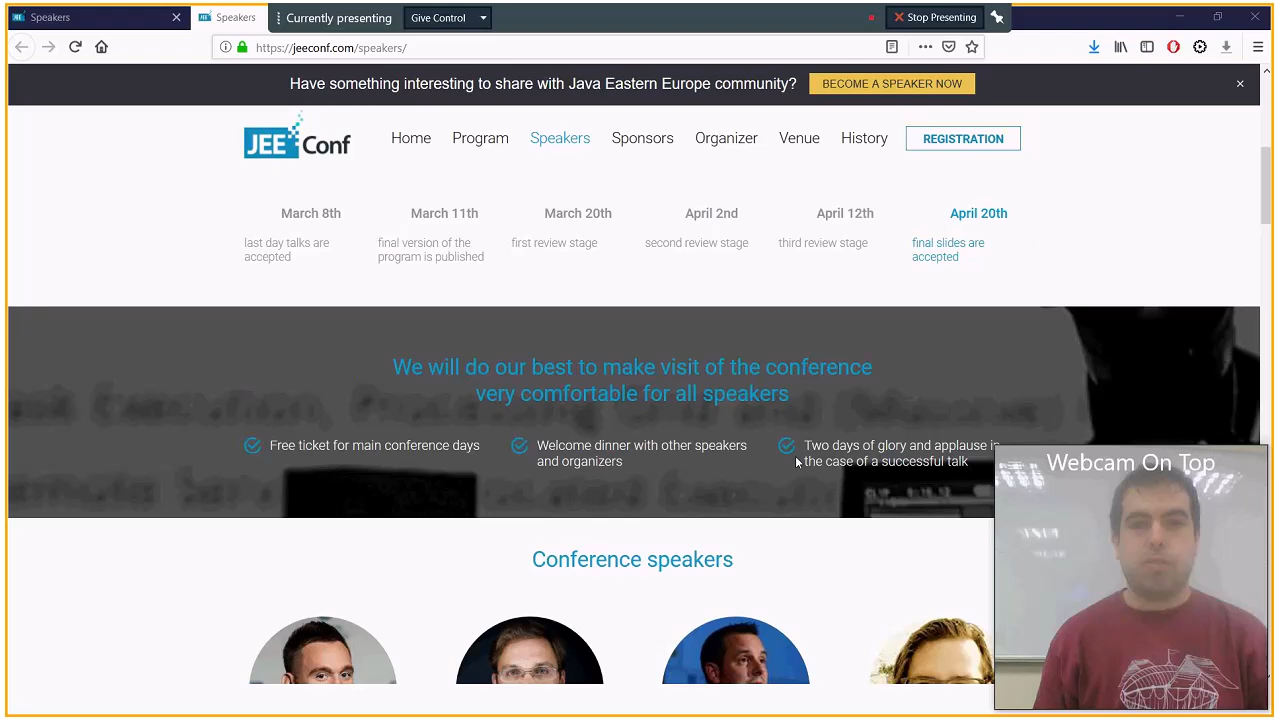 Speakers
Speakers
Currently presenting
Give Control
Stop Presenting
https://jeeconf.com/speakers/
Have something interesting to share with Java Eastern Europe community?
BECOME A SPEAKER NOW
JEE Conf
Home
Program
Speakers
Sponsors
Organizer
Venue
History
REGISTRATION
March 8th
last day talks are
accepted
March 11th
final version of the
program is published
March 20th
first review stage
April 2nd
second review stage
April 12th
third review stage
April 20th
final slides are
accepted
We will do our best to make visit of the conference
very comfortable for all speakers
Free ticket for main conference days
Welcome dinner with other speakers
and organizers
Two days of glory and applause in
the case of a successful talk
Webcam On Top
Conference speakers